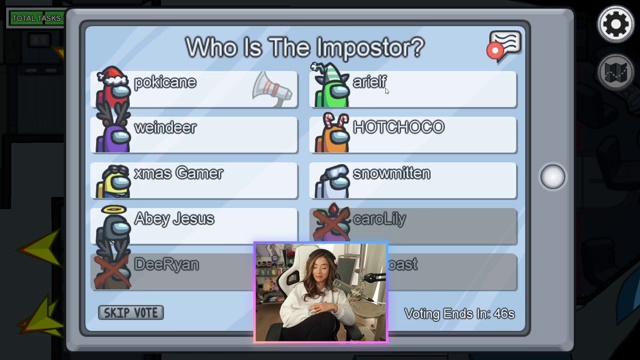 TOTAL TASKS
Who Is The Impostor?
pokicane
arielf
weindeer
HOTCHOCO
xmas Gamer
snowmitten
Abey Jesus
caroLily
DeeRyan
SKIP VOTE
Voting Ends In: 46s